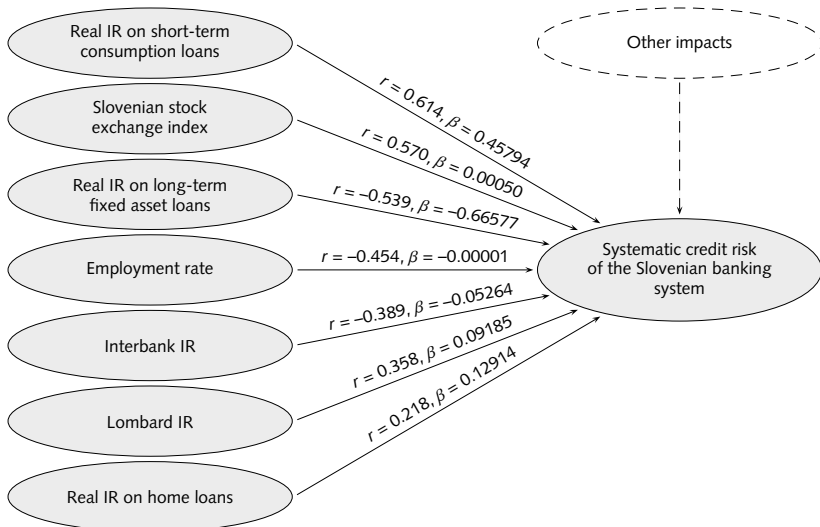 Real IR on short-term
consumption loans
Slovenian stock
exchange index
Real IR on long-term
fixed asset loans
Employment rate
Interbank IR
Lombard IR
Real IR on home loans
r = 0.614, β = 0.45794
r = 0.570, β = 0.00050
r = –0.539, β = –0.66577
r = –0.454, β = –0.00001
r = –0.389, β = –0.05264
r = 0.358, β = 0.09185
r = 0.218, β = 0.12914
Other impacts
Systematic credit risk
of the Slovenian banking
system